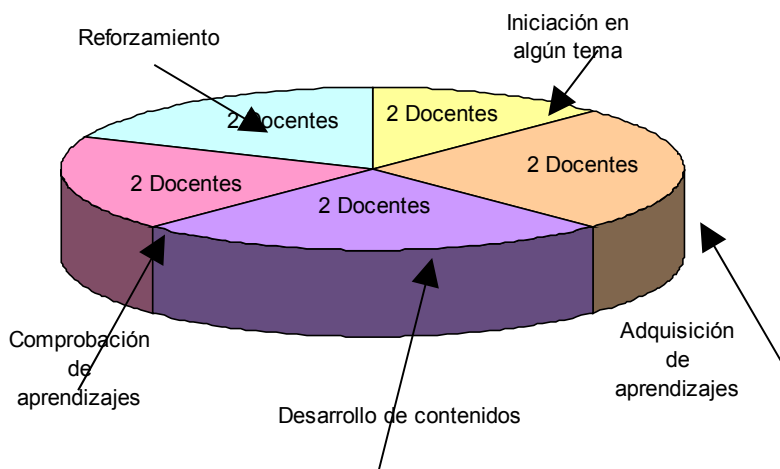 Reforzamiento
Iniciación en
algún tema
2 Docentes
2 Docentes
2 Docentes
2 Docentes
2 Docentes
Comprobación
de
aprendizajes
Adquisición
de
aprendizajes
Desarrollo de contenidos